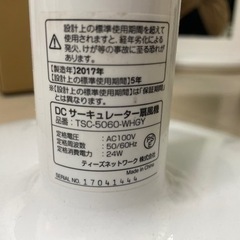 設計上の標準使用期間を超えて
使用されますと、経年劣化による
発火、けが等の事故に至る恐れが
あります。
【製造年】2017年
【設計上の標準使用期間】5年
※【設計上の標準使用期間】は「保証期間」
とは異なります。
DC サーキュレーター扇風機
品番：TSC-5060-WHGY
定格電圧：AC100V
定格周波数：50/60Hz
定格消費電力：24W
ティーズネットワーク 株式会社
Made in China
SERIAL NO. 17041444